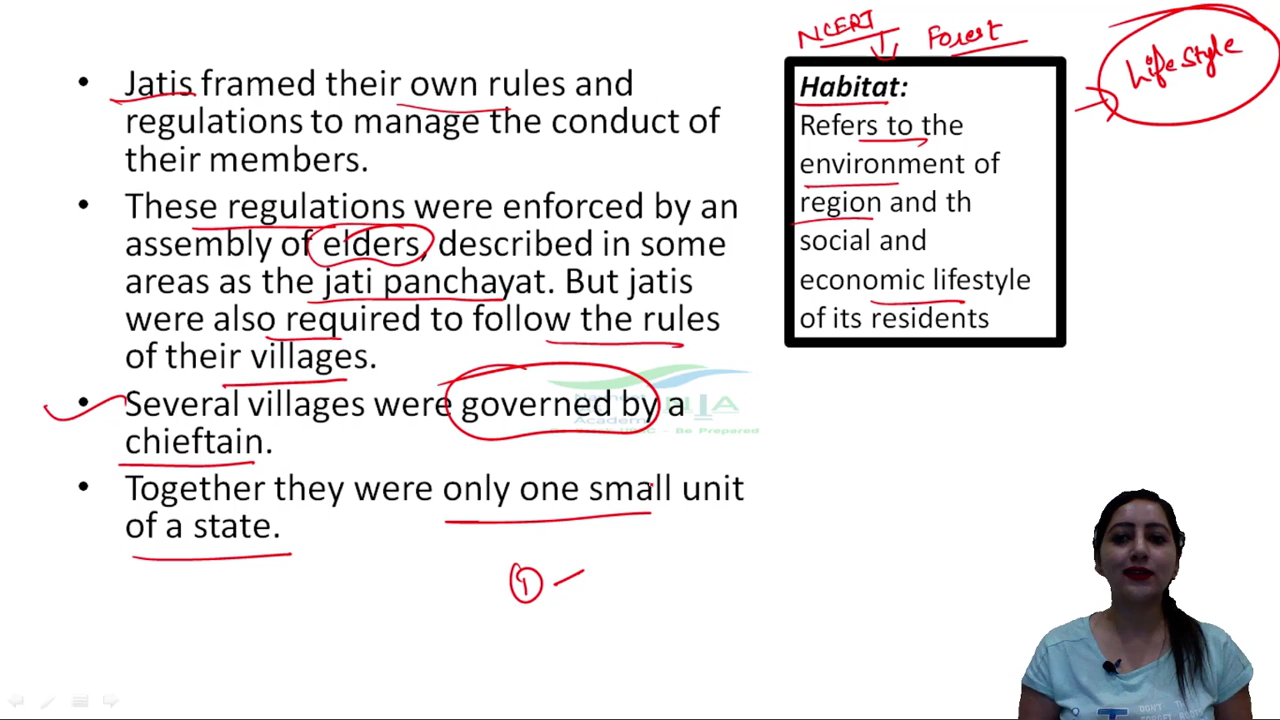 NCERT
Forest
Life Style
• Jatis framed their own rules and
regulations to manage the conduct of
their members.
• These regulations were enforced by an
assembly of elders, described in some
areas as the jati panchayat. But jatis
were also required to follow the rules
of their villages.
• Several villages were governed by a
chieftain.
• Together they were only one small unit
of a state.
Habitat:
Refers to the
environment of
region and th
social and
economic lifestyle
of its residents
Academy
- Be Prepared